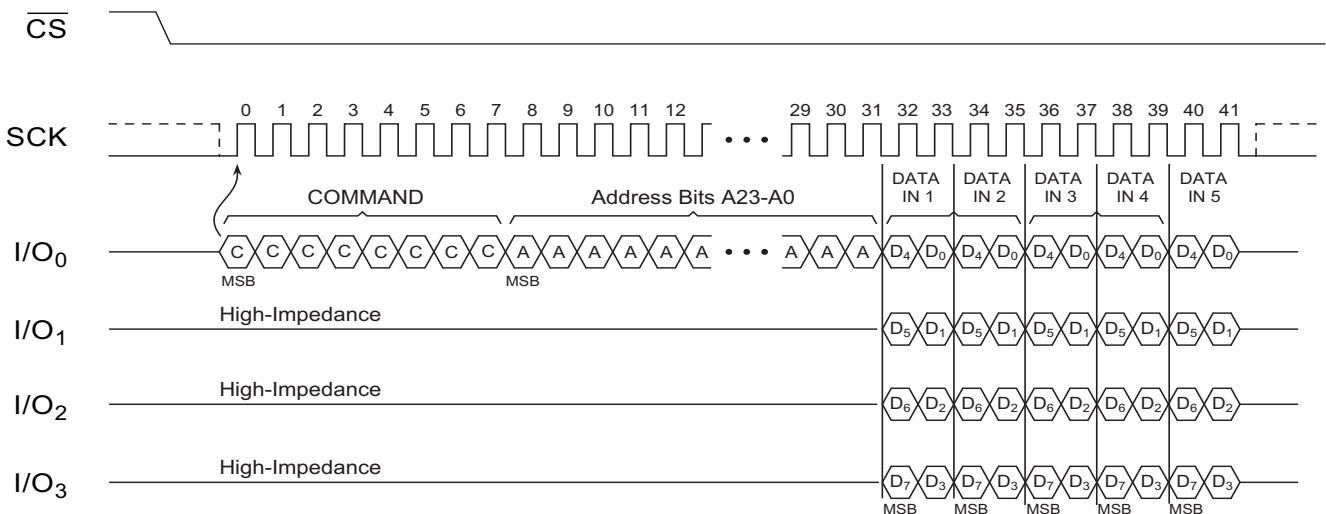 CS
0 1 2 3 4 5 6 7 8 9 10 11 12 29 30 31 32 33 34 35 36 37 38 39 40 41
SCK
COMMAND Address Bits A23-A0 DATA IN 1 DATA IN 2 DATA IN 3 DATA IN 4 DATA IN 5
I/O0 C C C C C C C C A A A A A A • • • A A A D4 D0 D4 D0 D4 D0 D4 D0 D4 D0
MSB MSB
High-Impedance
I/O1 D5 D1 D5 D1 D5 D1 D5 D1 D5 D1
High-Impedance
I/O2 D6 D2 D6 D2 D6 D2 D6 D2 D6 D2
High-Impedance
I/O3 D7 D3 D7 D3 D7 D3 D7 D3 D7 D3
MSB MSB MSB MSB MSB